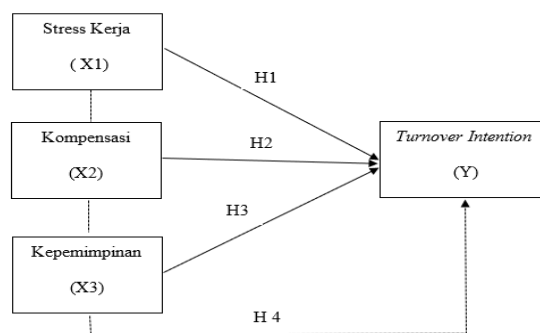 Stress Kerja
( X1)
H1
Kompensasi
(X2)
H2
Turnover Intention
(Y)
H3
Kepemimpinan
(X3)
H 4